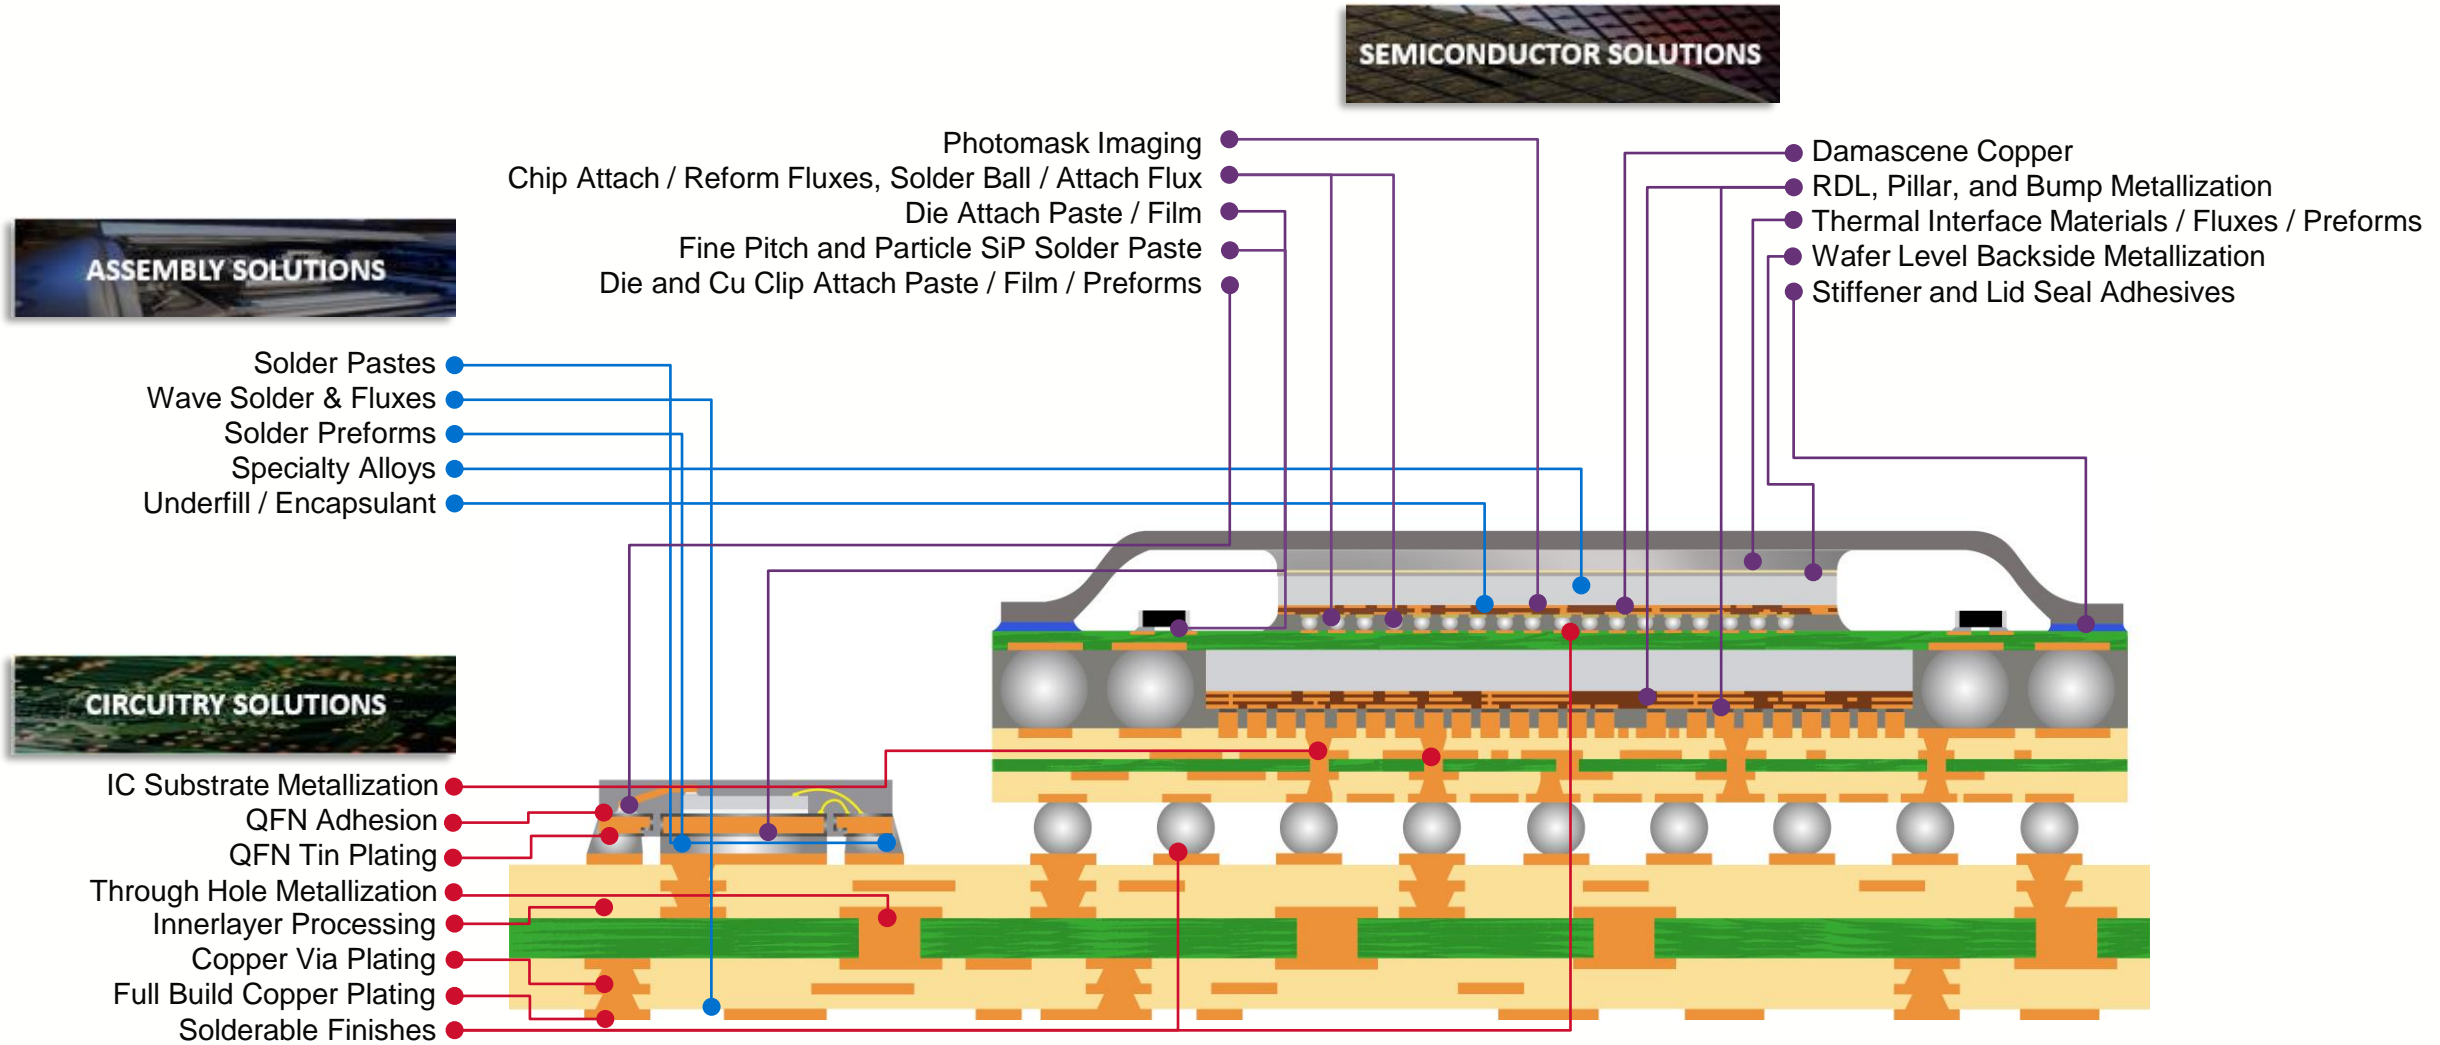 SEMICONDUCTOR SOLUTIONS
Photomask Imaging
Chip Attach / Reform Fluxes, Solder Ball / Attach Flux
Die Attach Paste / Film
Fine Pitch and Particle SiP Solder Paste
Die and Cu Clip Attach Paste / Film / Preforms
Damascene Copper
RDL, Pillar, and Bump Metallization
Thermal Interface Materials / Fluxes / Preforms
Wafer Level Backside Metallization
Stiffener and Lid Seal Adhesives
ASSEMBLY SOLUTIONS
Solder Pastes
Wave Solder & Fluxes
Solder Preforms
Specialty Alloys
Underfill / Encapsulant
CIRCUITRY SOLUTIONS
IC Substrate Metallization
QFN Adhesion
QFN Tin Plating
Through Hole Metallization
Innerlayer Processing
Copper Via Plating
Full Build Copper Plating
Solderable Finishes